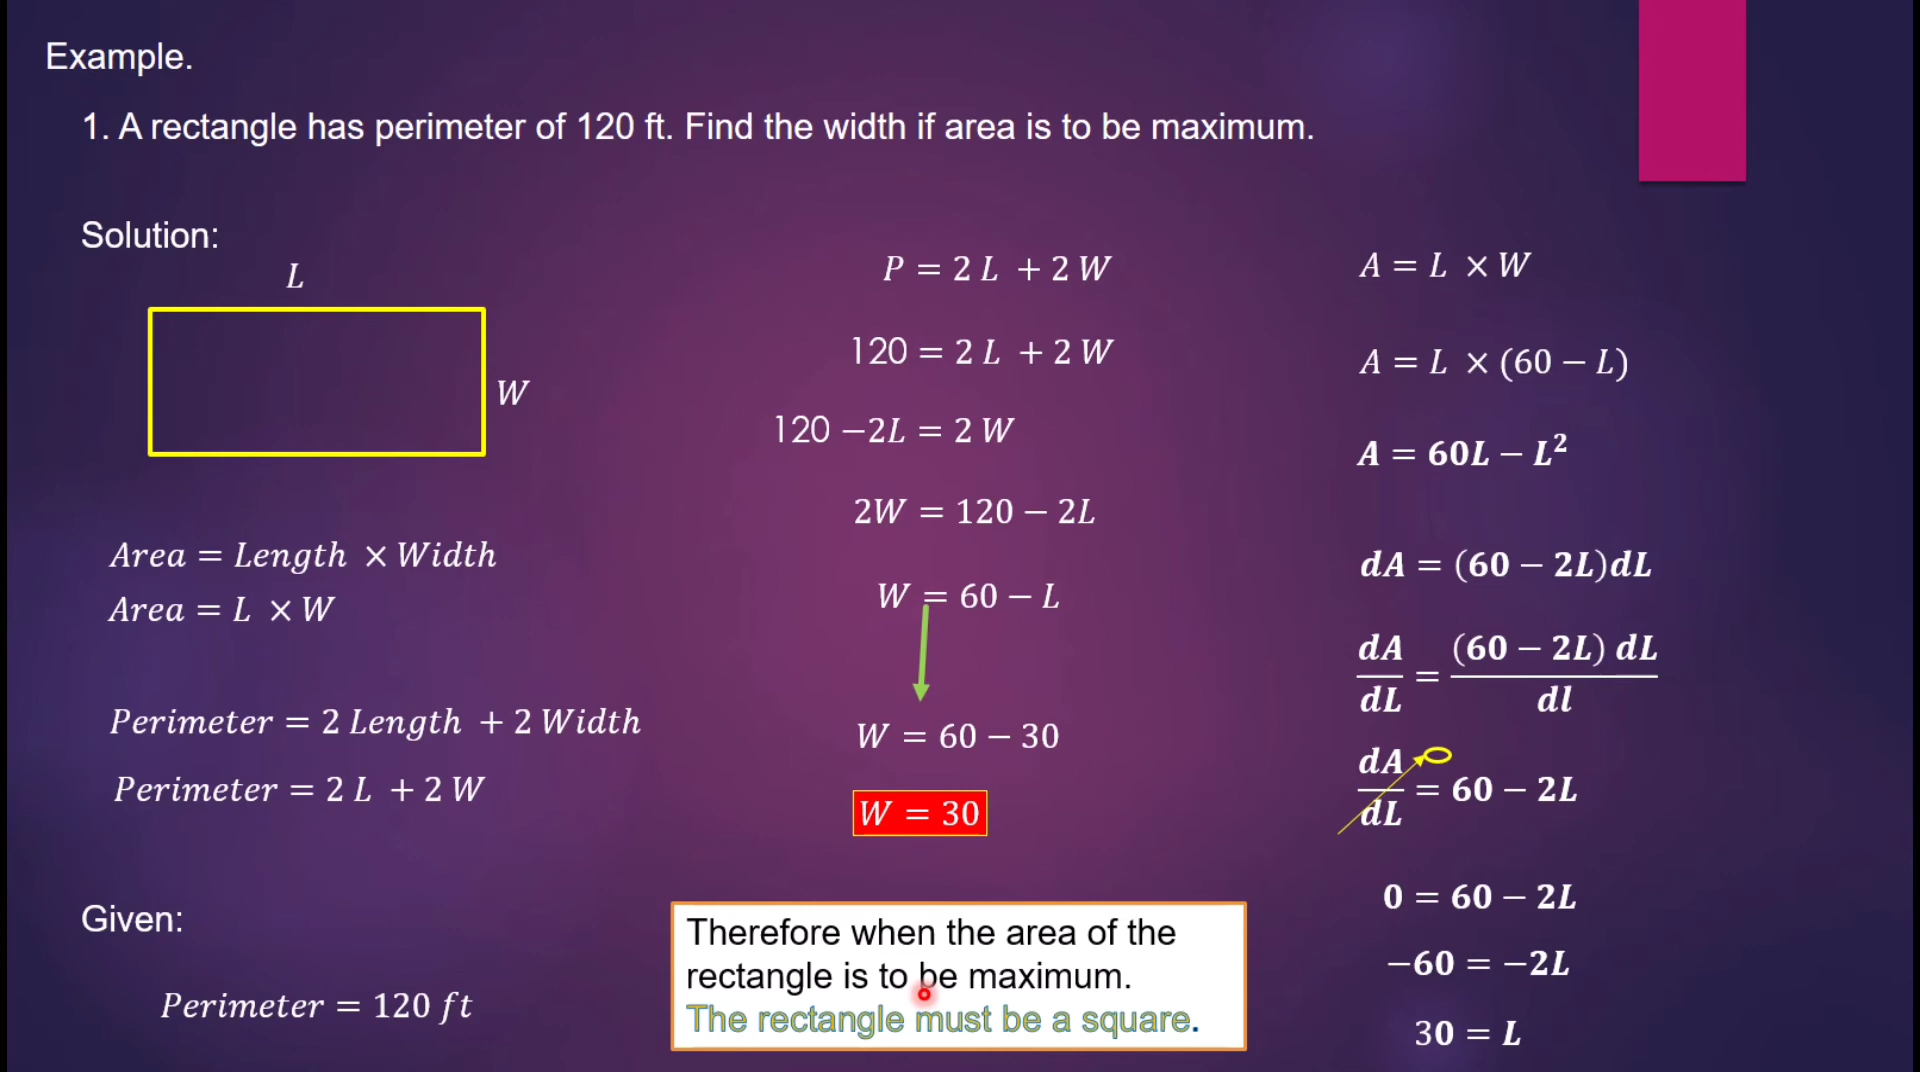 Example.
1. A rectangle has perimeter of 120 ft. Find the width if area is to be maximum.
Solution:
L
W
Area = Length × Width
Area = L × W
Perimeter = 2 Length + 2 Width
Perimeter = 2 L + 2 W
Given:
Perimeter = 120 ft
P = 2 L + 2 W
120 = 2 L + 2 W
120 −2L = 2 W
2W = 120 − 2L
W = 60 − L
W = 60 − 30
W = 30
Therefore when the area of the
rectangle is to be maximum.
The rectangle must be a square.
A = L × W
A = L × (60 − L)
A = 60L − L²
dA = (60 − 2L)dL
dA/dL = (60 − 2L) dL/dl
0
dA/dL = 60 − 2L
0 = 60 − 2L
−60 = −2L
30 = L